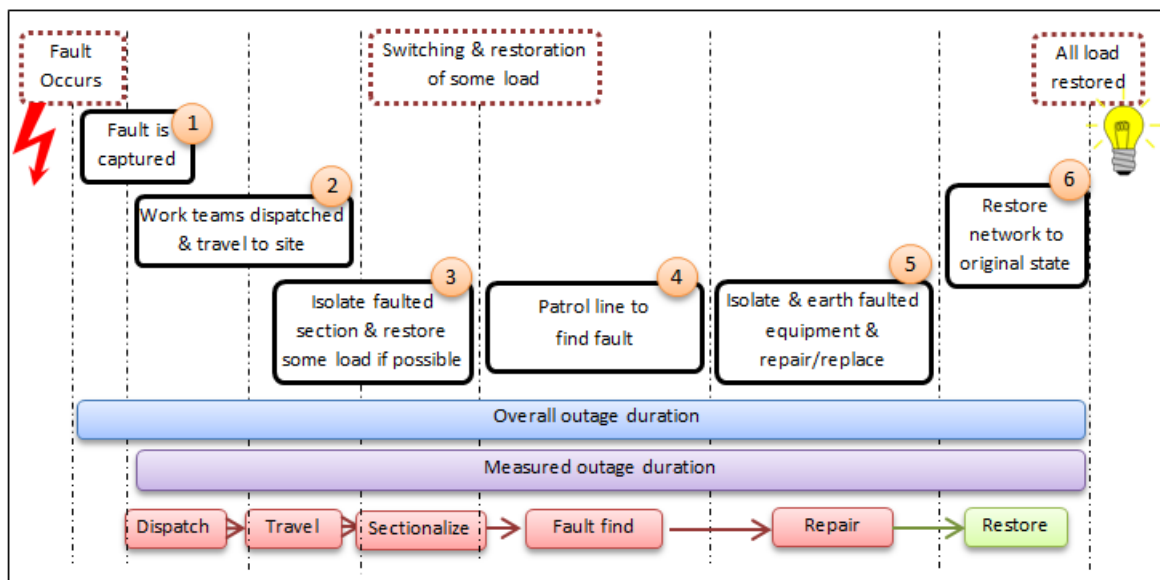 Fault
Occurs
Switching & restoration
of some load
All load
restored
1
Fault is
captured
2
Work teams dispatched
& travel to site
3
Isolate faulted
section & restore
some load if possible
4
Patrol line to
find fault
5
Isolate & earth faulted
equipment &
repair/replace
6
Restore
network to
original state
Overall outage duration
Measured outage duration
Dispatch
Travel
Sectionalize
Fault find
Repair
Restore